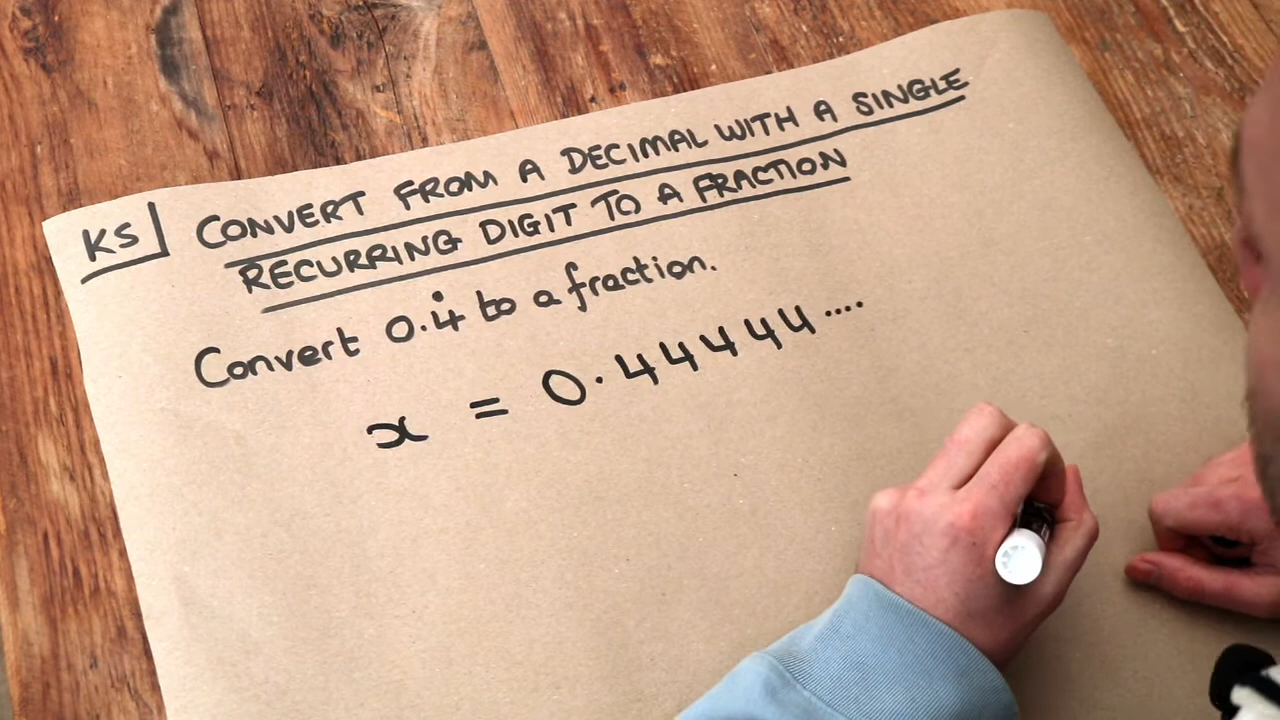 KS CONVERT FROM A DECIMAL WITH A SINGLE
RECURRING DIGIT TO A FRACTION
Convert 0.4̇ to a fraction.
x = 0.44444....